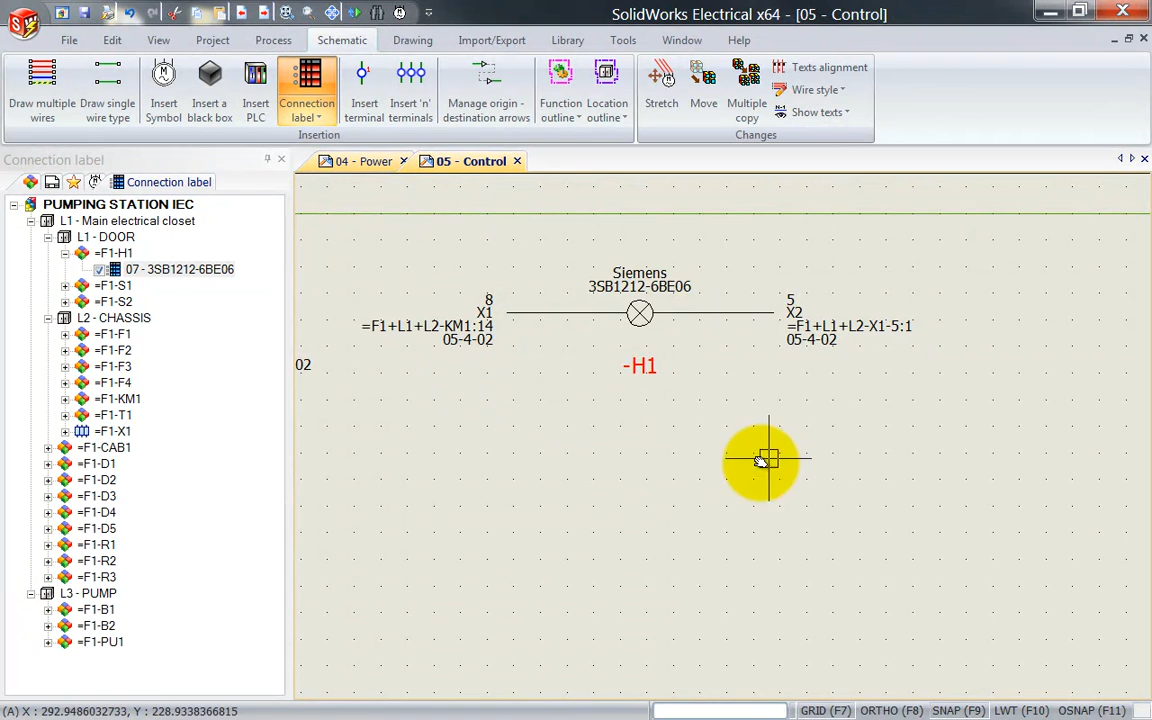 SolidWorks Electrical x64 - [05 - Control]
File Edit View Project Process Schematic Drawing Import/Export Library Tools Window Help
Draw multiple wires
Draw single wire type
Insert Symbol
Insert a black box
Insert PLC
Connection label
Insert terminal
Insert 'n' terminals
Manage origin - destination arrows
Function outline
Location outline
Stretch
Move
Multiple copy
Texts alignment
Wire style
Show texts
Insertion
Changes
Connection label
Connection label
PUMPING STATION IEC
L1 - Main electrical closet
L1 - DOOR
=F1-H1
07 - 3SB1212-6BE06
=F1-S1
=F1-S2
L2 - CHASSIS
=F1-F1
=F1-F2
=F1-F3
=F1-F4
=F1-KM1
=F1-T1
=F1-X1
=F1-CAB1
=F1-D1
=F1-D2
=F1-D3
=F1-D4
=F1-D5
=F1-R1
=F1-R2
=F1-R3
L3 - PUMP
=F1-B1
=F1-B2
=F1-PU1
04 - Power
05 - Control
Siemens
3SB1212-6BE06
8
X1
=F1+L1+L2-KM1:14
05-4-02
5
X2
=F1+L1+L2-X1-5:1
05-4-02
02
-H1
(A) X : 292.9486032733, Y : 228.9338366815
GRID (F7) ORTHO (F8) SNAP (F9) LWT (F10) OSNAP (F11)